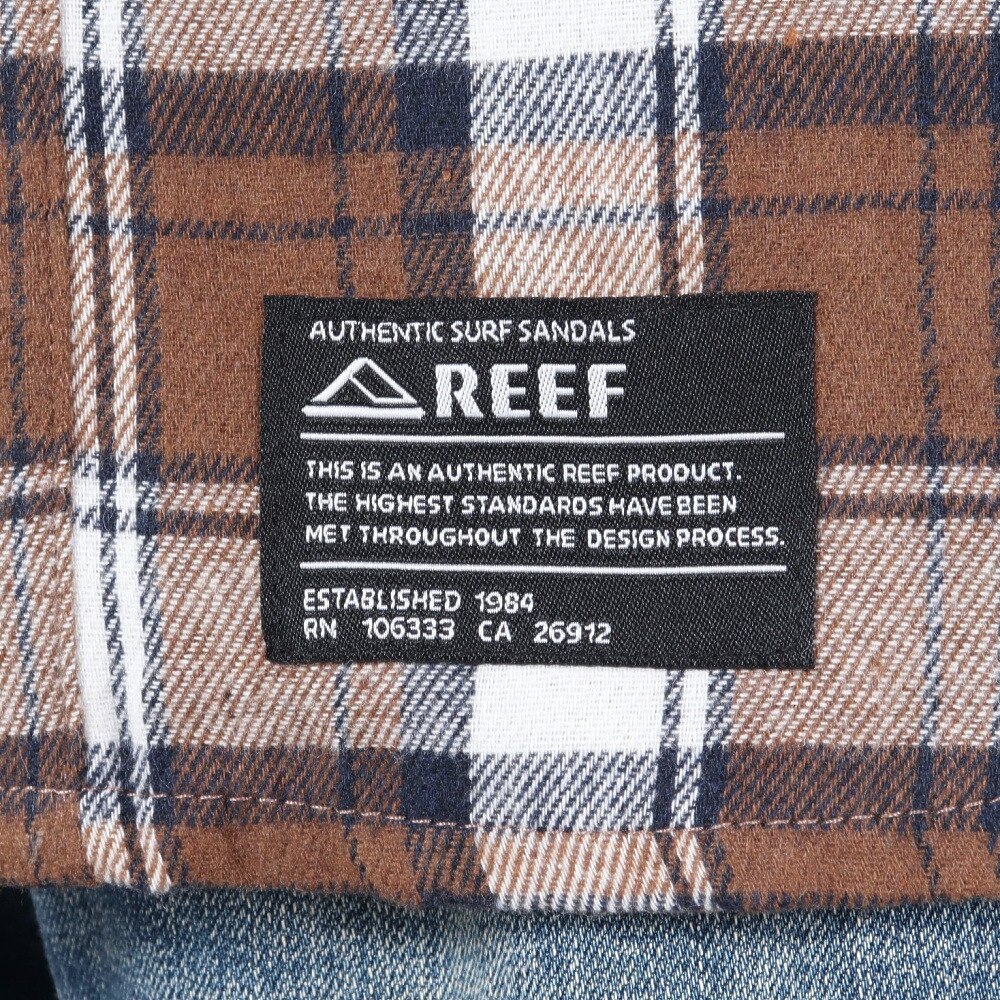 AUTHENTIC SURF SANDALS
REEF
THIS IS AN AUTHENTIC REEF PRODUCT.
THE HIGHEST STANDARDS HAVE BEEN
MET THROUGHOUT THE DESIGN PROCESS.
ESTABLISHED 1984
RN 106333 CA 26912